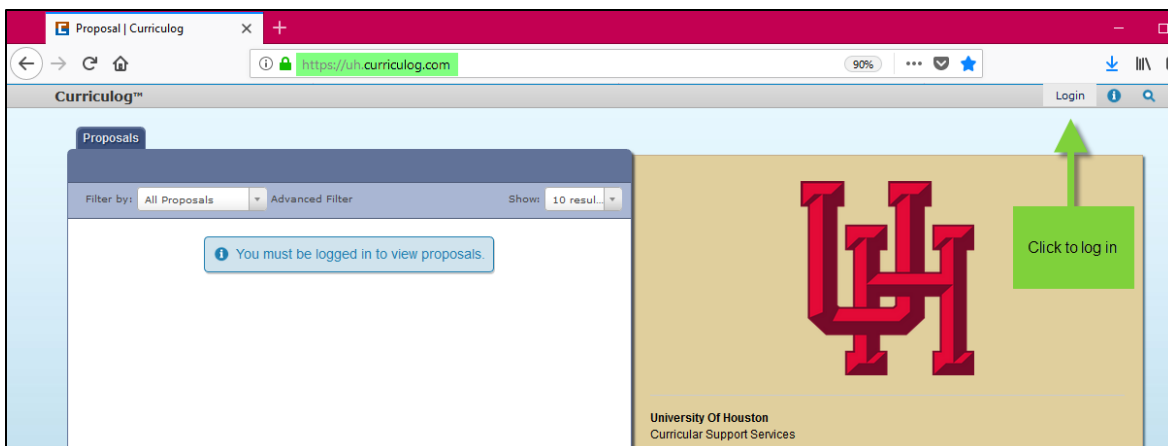 Proposal | Curriculog
https://uh.curriculog.com
90%
Curriculog™
Login
Proposals
Filter by: All Proposals Advanced Filter Show: 10 resul...
You must be logged in to view proposals.
UH
Click to log in
University Of Houston
Curricular Support Services